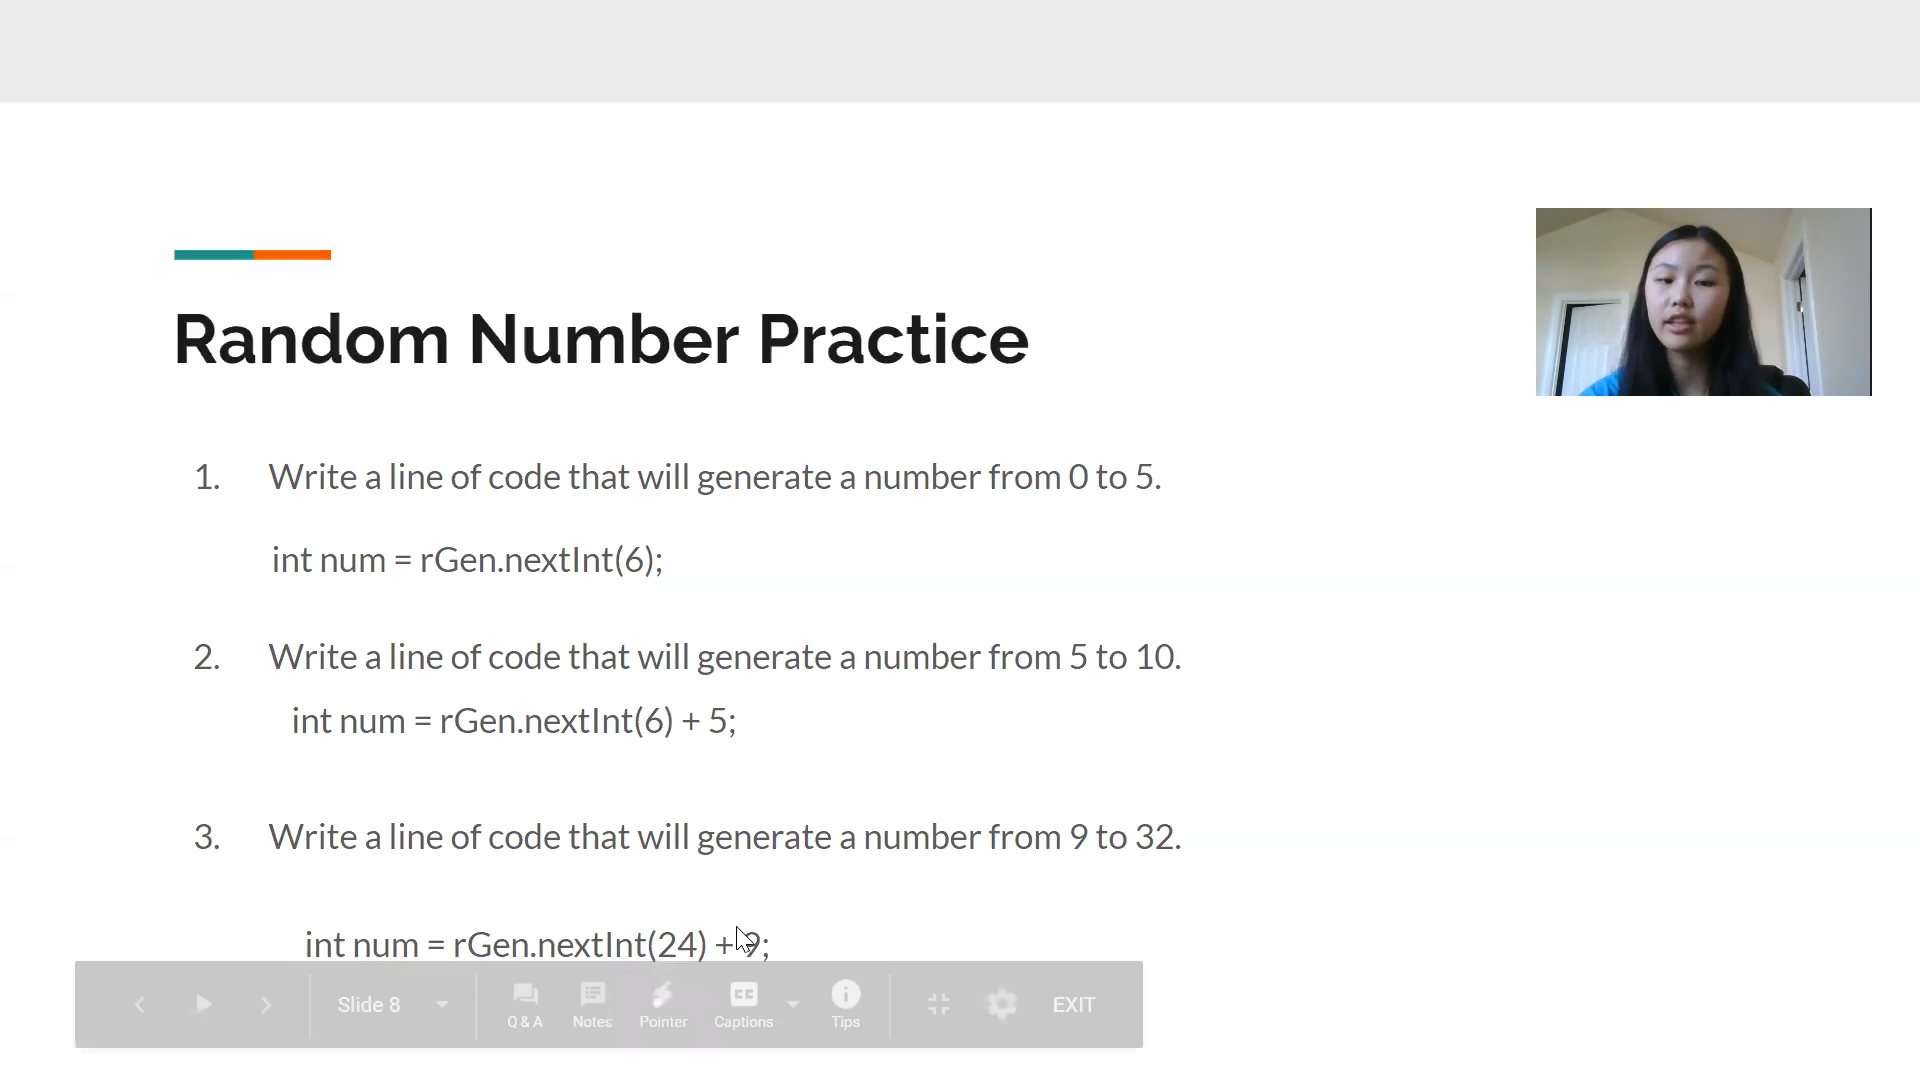 Random Number Practice
1. Write a line of code that will generate a number from 0 to 5.
int num = rGen.nextInt(6);
2. Write a line of code that will generate a number from 5 to 10.
int num = rGen.nextInt(6) + 5;
3. Write a line of code that will generate a number from 9 to 32.
int num = rGen.nextInt(24) + 9;
Slide 8
Q & A
Notes
Pointer
Captions
Tips
EXIT